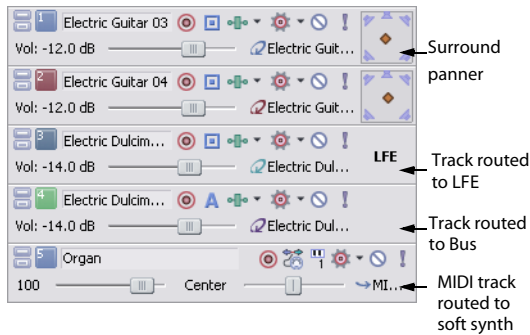 1 Electric Guitar 03
Vol: -12.0 dB Electric Guit...
Surround
panner
2 Electric Guitar 04
Vol: -12.0 dB Electric Guit...
3 Electric Dulcim...
Vol: -14.0 dB Electric Dul...
LFE
Track routed
to LFE
4 Electric Dulcim... A
Vol: -14.0 dB Electric Dul...
Track routed
to Bus
5 Organ 1
100 Center MI...
MIDI track
routed to
soft synth